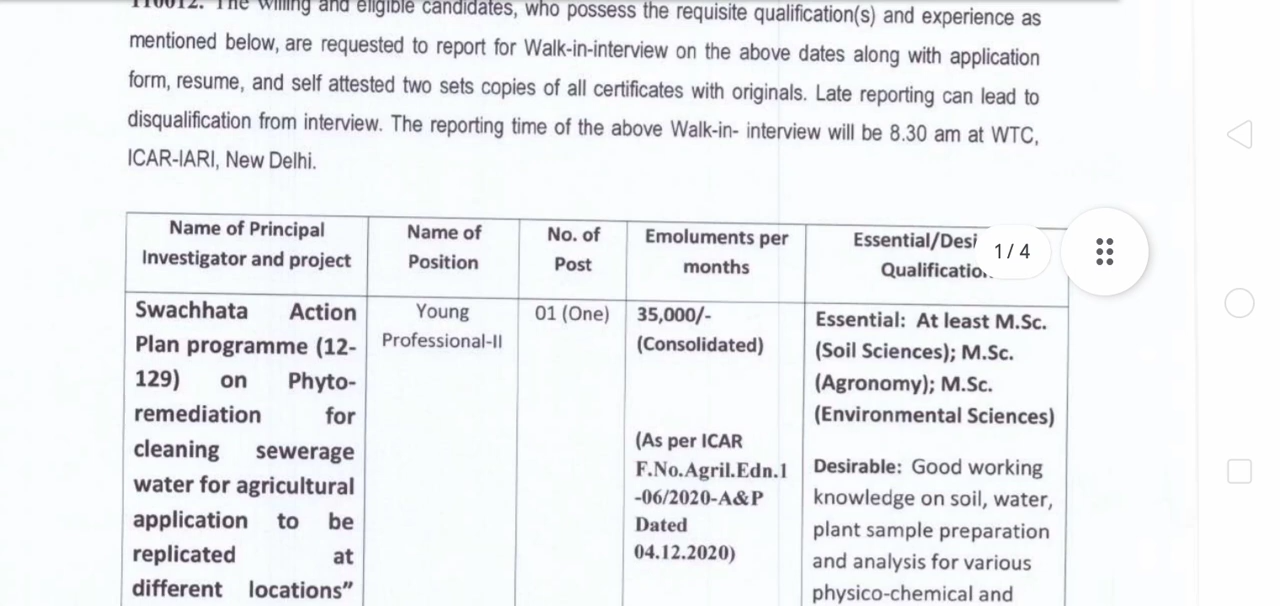 110012. The willing and eligible candidates, who possess the requisite qualification(s) and experience as
mentioned below, are requested to report for Walk-in-interview on the above dates along with application
form, resume, and self attested two sets copies of all certificates with originals. Late reporting can lead to
disqualification from interview. The reporting time of the above Walk-in- interview will be 8.30 am at WTC,
ICAR-IARI, New Delhi.
Name of Principal
Investigator and project
Name of
Position
No. of
Post
Emoluments per
months
Essential/Desi
Qualification
1 / 4
Swachhata Action
Plan programme (12-
129) on Phyto-
remediation for
cleaning sewerage
water for agricultural
application to be
replicated at
different locations”
Young
Professional-II
01 (One)
35,000/-
(Consolidated)
(As per ICAR
F.No.Agril.Edn.1
-06/2020-A&P
Dated
04.12.2020)
Essential: At least M.Sc.
(Soil Sciences); M.Sc.
(Agronomy); M.Sc.
(Environmental Sciences)
Desirable: Good working
knowledge on soil, water,
plant sample preparation
and analysis for various
physico-chemical and